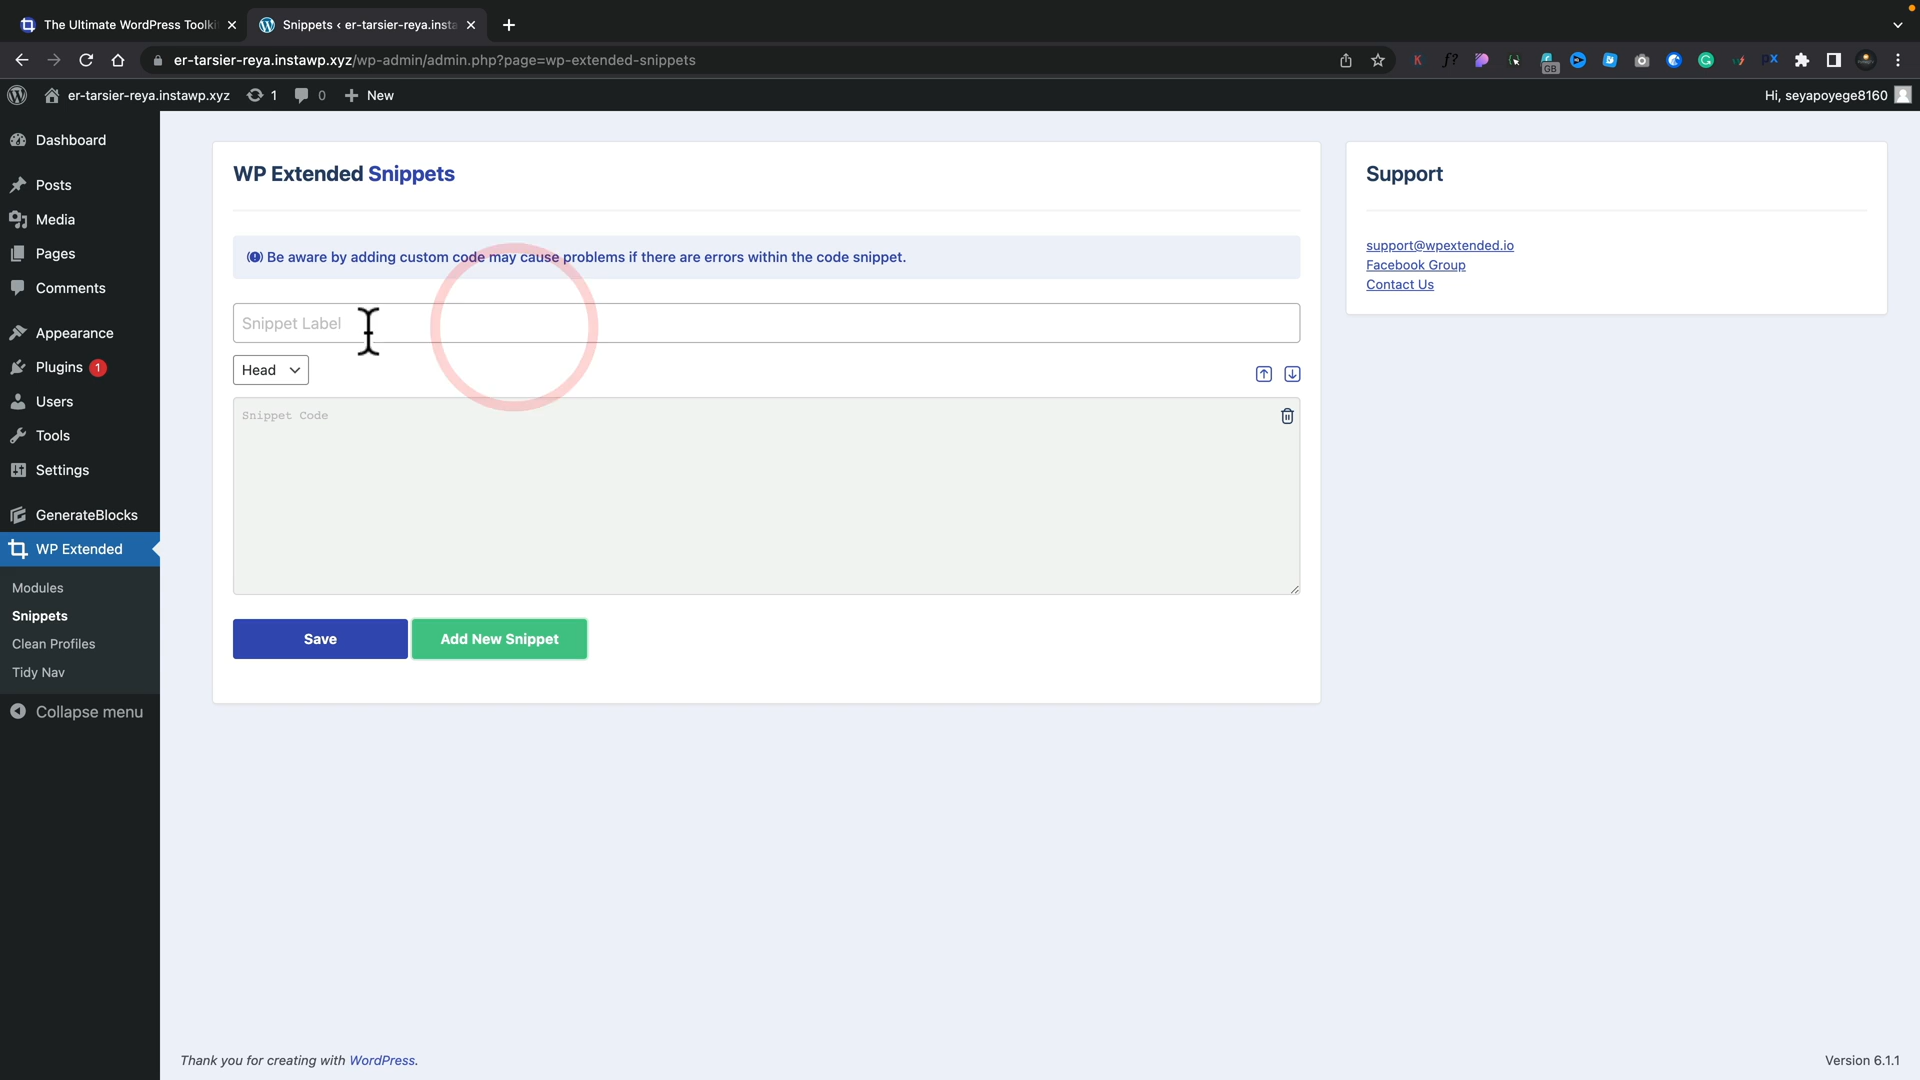 The Ultimate WordPress Toolki
Snippets ‹ er-tarsier-reya.insta
er-tarsier-reya.instawp.xyz/wp-admin/admin.php?page=wp-extended-snippets
GB
er-tarsier-reya.instawp.xyz
1
0
New
Hi, seyapoyege8160
Dashboard
Posts
Media
Pages
Comments
Appearance
Plugins 1
Users
Tools
Settings
GenerateBlocks
WP Extended
Modules
Snippets
Clean Profiles
Tidy Nav
Collapse menu
WP Extended Snippets
Be aware by adding custom code may cause problems if there are errors within the code snippet.
Snippet Label
Head
Snippet Code
Save
Add New Snippet
Support
support@wpextended.io
Facebook Group
Contact Us
Thank you for creating with WordPress.
Version 6.1.1